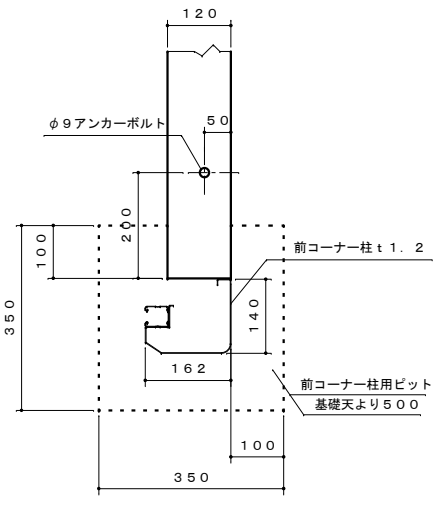 １２０
φ９アンカーボルト
５０
２００
１００
３５０
前コーナー柱ｔ１．２
１４０
１６２
前コーナー柱用ピット
基礎天より５００
１００
３５０